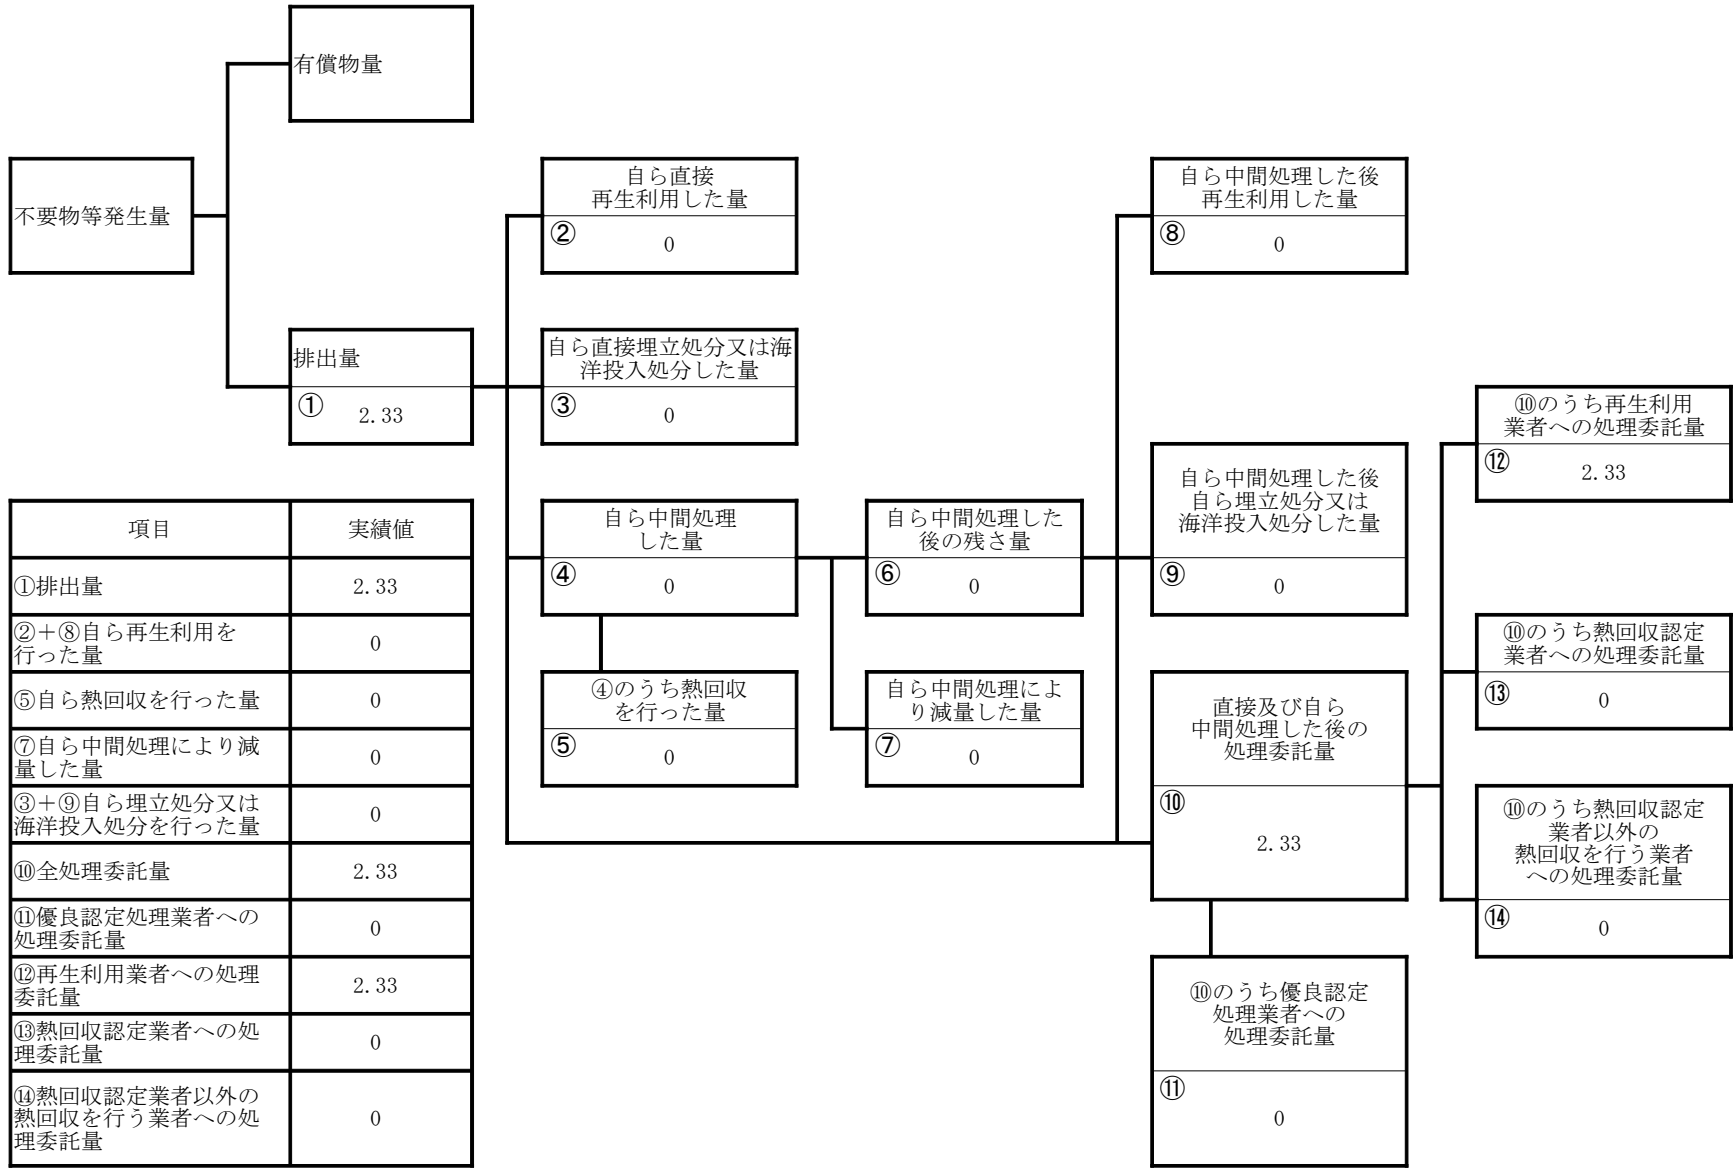 有償物量
不要物等発生量
自ら直接
再生利用した量
②
0
自ら中間処理した後
再生利用した量
⑧
0
排出量
①
2.33
自ら直接埋立処分又は海
洋投入処分した量
③
0
⑩のうち再生利用
業者への処理委託量
⑫
2.33
自ら中間処理
した量
④
0
自ら中間処理した
後の残さ量
⑥
0
自ら中間処理した後
自ら埋立処分又は
海洋投入処分した量
⑨
0
④のうち熱回収
を行った量
⑤
0
自ら中間処理によ
り減量した量
⑦
0
直接及び自ら
中間処理した後の
処理委託量
⑩
2.33
⑩のうち熱回収認定
業者への処理委託量
⑬
0
⑩のうち熱回収認定
業者以外の
熱回収を行う業者
への処理委託量
⑭
0
⑩のうち優良認定
処理業者への
処理委託量
⑪
0
項目 実績値
①排出量 2.33
②＋⑧自ら再生利用を
行った量 0
⑤自ら熱回収を行った量 0
⑦自ら中間処理により減
量した量 0
③＋⑨自ら埋立処分又は
海洋投入処分を行った量 0
⑩全処理委託量 2.33
⑪優良認定処理業者への
処理委託量 0
⑫再生利用業者への処理
委託量 2.33
⑬熱回収認定業者への処
理委託量 0
⑭熱回収認定業者以外の
熱回収を行う業者への処
理委託量 0